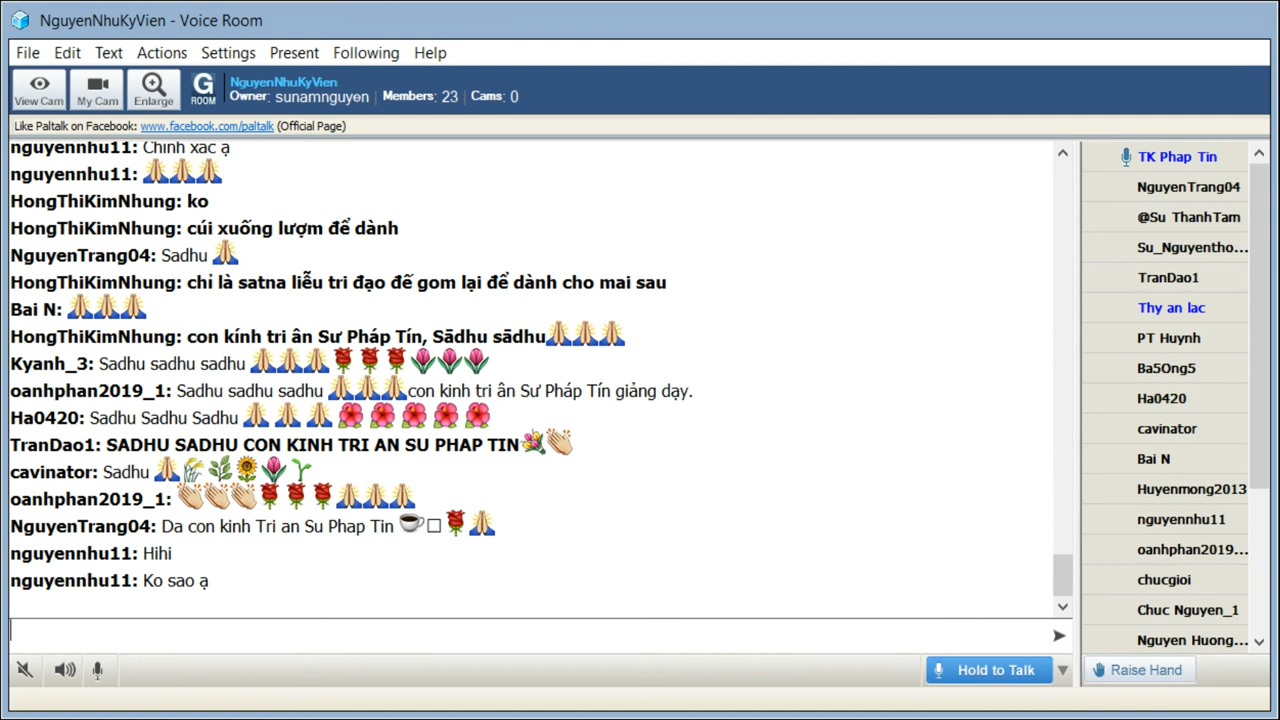 NguyenNhuKyVien - Voice Room
File Edit Text Actions Settings Present Following Help
View Cam My Cam Enlarge G ROOM
NguyenNhuKyVien
Owner: sunamnguyen | Members: 23 | Cams: 0
Like Paltalk on Facebook: www.facebook.com/paltalk (Official Page)
nguyennhu11: Chính xác ạ
nguyennhu11: 🙏🙏🙏
HongThiKimNhung: ko
HongThiKimNhung: cúi xuống lượm để dành
NguyenTrang04: Sadhu 🙏
HongThiKimNhung: chỉ là satna liễu tri đạo đế gom lại để dành cho mai sau
Bai N: 🙏🙏🙏
HongThiKimNhung: con kính tri ân Sư Pháp Tín, Sādhu sādhu🙏🙏🙏
Kyanh_3: Sadhu sadhu sadhu 🙏🙏🙏🌹🌹🌹🌷🌷🌷
oanhphan2019_1: Sadhu sadhu sadhu 🙏🙏🙏con kinh tri ân Sư Pháp Tín giảng dạy.
Ha0420: Sadhu Sadhu Sadhu 🙏 🙏 🙏 🌺 🌺 🌺 🌺 🌺
TranDao1: SADHU SADHU CON KINH TRI AN SU PHAP TIN💐👏
cavinator: Sadhu 🙏🌾🌿🌻🌷🌱
oanhphan2019_1: 👏👏👏🌹🌹🌹🙏🙏🙏
NguyenTrang04: Da con kinh Tri an Su Phap Tin ☕□🌹🙏
nguyennhu11: Hihi
nguyennhu11: Ko sao ạ
Hold to Talk
TK Phap Tin
NguyenTrang04
@Su ThanhTam
Su_Nguyentho...
TranDao1
Thy an lac
PT Huynh
Ba5Ong5
Ha0420
cavinator
Bai N
Huyenmong2013
nguyennhu11
oanhphan2019...
chucgioi
Chuc Nguyen_1
Nguyen Huong...
Raise Hand